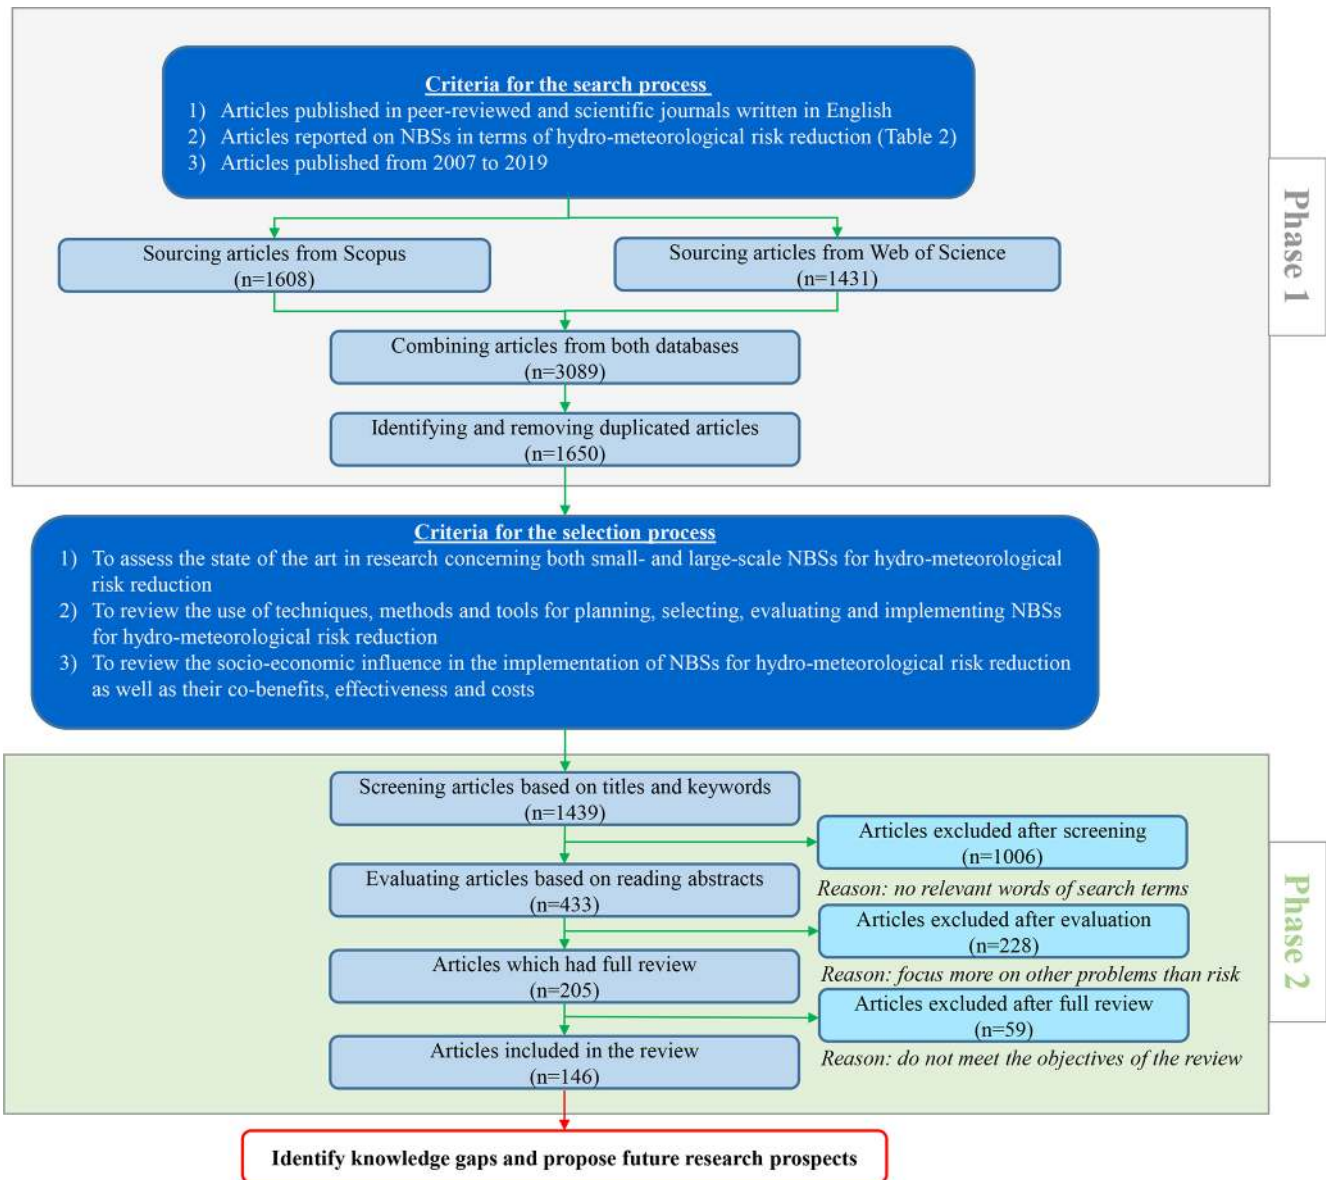 Criteria for the search process
1) Articles published in peer-reviewed and scientific journals written in English
2) Articles reported on NBSs in terms of hydro-meteorological risk reduction (Table 2)
3) Articles published from 2007 to 2019
Phase 1
Sourcing articles from Scopus
(n=1608)
Sourcing articles from Web of Science
(n=1431)
Combining articles from both databases
(n=3089)
Identifying and removing duplicated articles
(n=1650)
Criteria for the selection process
1) To assess the state of the art in research concerning both small- and large-scale NBSs for hydro-meteorological
risk reduction
2) To review the use of techniques, methods and tools for planning, selecting, evaluating and implementing NBSs
for hydro-meteorological risk reduction
3) To review the socio-economic influence in the implementation of NBSs for hydro-meteorological risk reduction
as well as their co-benefits, effectiveness and costs
Phase 2
Screening articles based on titles and keywords
(n=1439)
Articles excluded after screening
(n=1006)
Reason: no relevant words of search terms
Evaluating articles based on reading abstracts
(n=433)
Articles excluded after evaluation
(n=228)
Reason: focus more on other problems than risk
Articles which had full review
(n=205)
Articles excluded after full review
(n=59)
Reason: do not meet the objectives of the review
Articles included in the review
(n=146)
Identify knowledge gaps and propose future research prospects